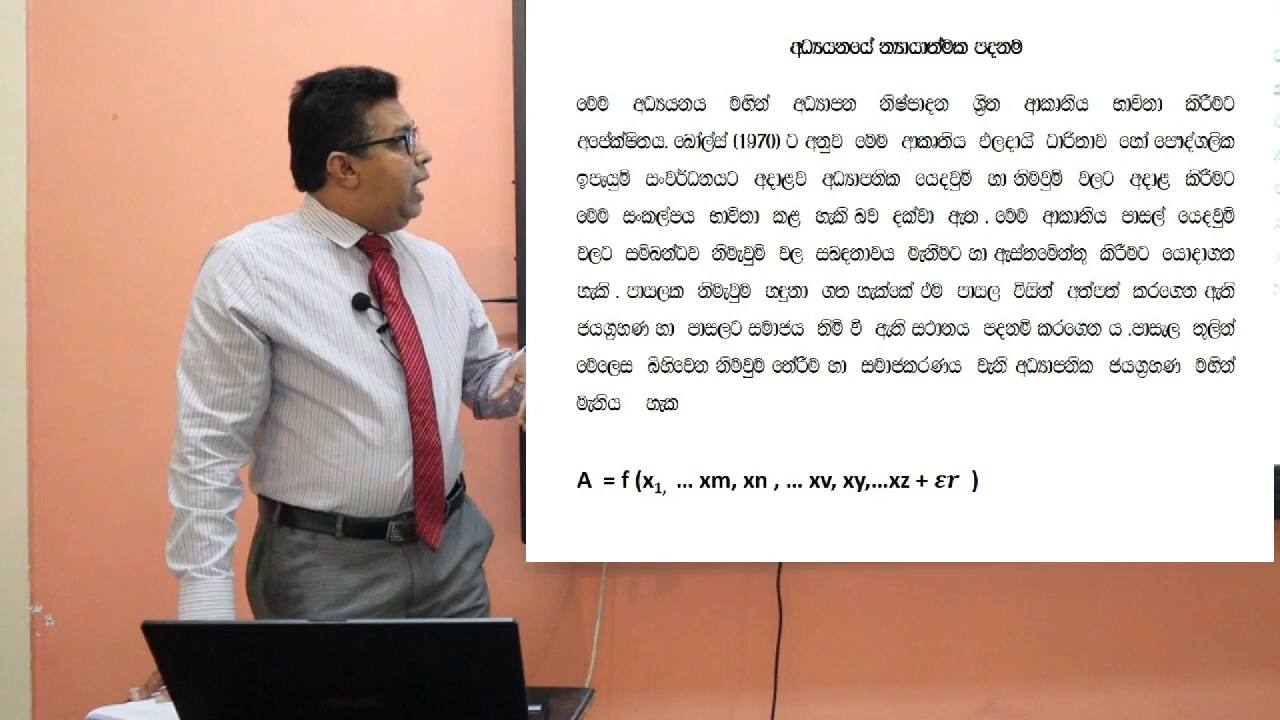 අධ්‍යයනයේ න්‍යායාත්මක පදනම
මෙම අධ්‍යයනය මඟින් අධ්‍යාපන නිෂ්පාදන ශ්‍රිත ආකෘතිය භාවිතා කිරීමට
අපේක්ෂිතය. බෝල්ස් (1970) ට අනුව මෙම ආකෘතිය ඵලදායි ධාරිතාව හෝ පෞද්ගලික
ඉපැයුම් සංවර්ධනයට අදාළව අධ්‍යාපනික යෙදවුම් හා නිමවුම් වලට අදාළ කිරීමට
මෙම සංකල්පය භාවිතා කළ හැකි බව දක්වා ඇත . මෙම ආකෘතිය පාසල් යෙදවුම්
වලට සම්බන්ධව නිමැවුම් වල සබඳතාවය මැනීමට හා ඇස්තමේන්තු කිරීමට යොදාගත
හැකි . පාසලක නිමැවුම හඳුනා ගත හැක්කේ එම පාසල විසින් අත්පත් කරගෙන ඇති
ජයග්‍රහණ හා පාසලට සමාජය තුළ හිමි වී ඇති ස්ථානය පදනම් කරගෙන ය .පාසැල තුලින්
මෙලෙස බිහිවෙන නිමවුම තේරීම හා සමාජකරණය වැනි අධ්‍යාපනික ජයග්‍රහණ මඟින්
මැනිය හැක
A = f (x₁, ... xm, xn , ... xv, xy,...xz + εr )